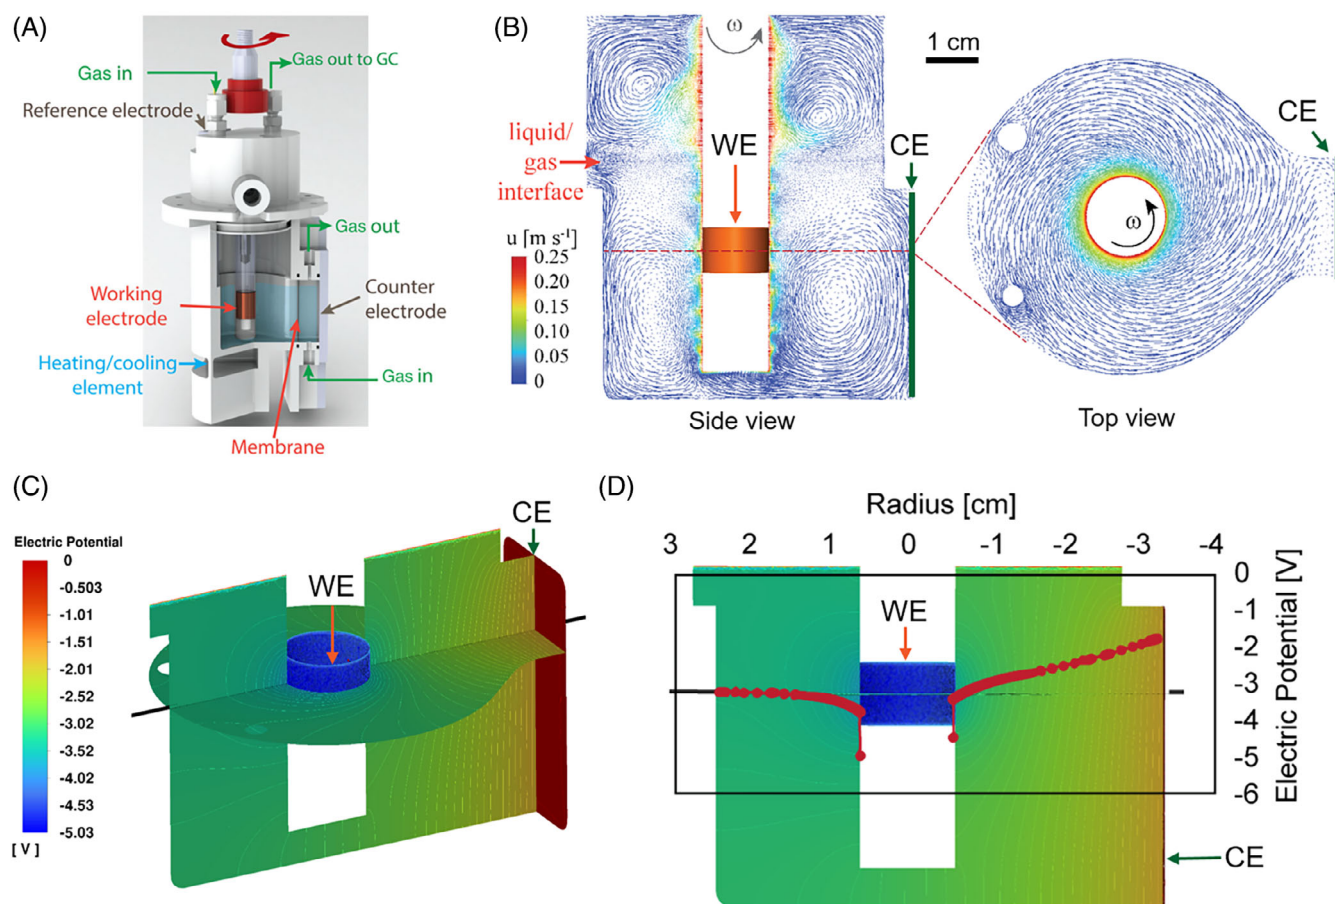 (A)
Gas in
Gas out to GC
Reference electrode
Gas out
Working
electrode
Counter
electrode
Heating/cooling
element
Gas in
Membrane
(B)
ω
1 cm
CE
WE
CE
liquid/
gas
interface
ω
u [m s⁻¹]
0.25
0.20
0.15
0.10
0.05
0
Side view
Top view
(C)
CE
Electric Potential
0
-0.503
-1.01
-1.51
-2.01
-2.52
-3.02
-3.52
-4.02
-4.53
-5.03
[ V ]
WE
(D)
Radius [cm]
3 2 1 0 -1 -2 -3 -4
WE
0
-1
-2
-3
-4
-5
-6
Electric Potential [V]
CE